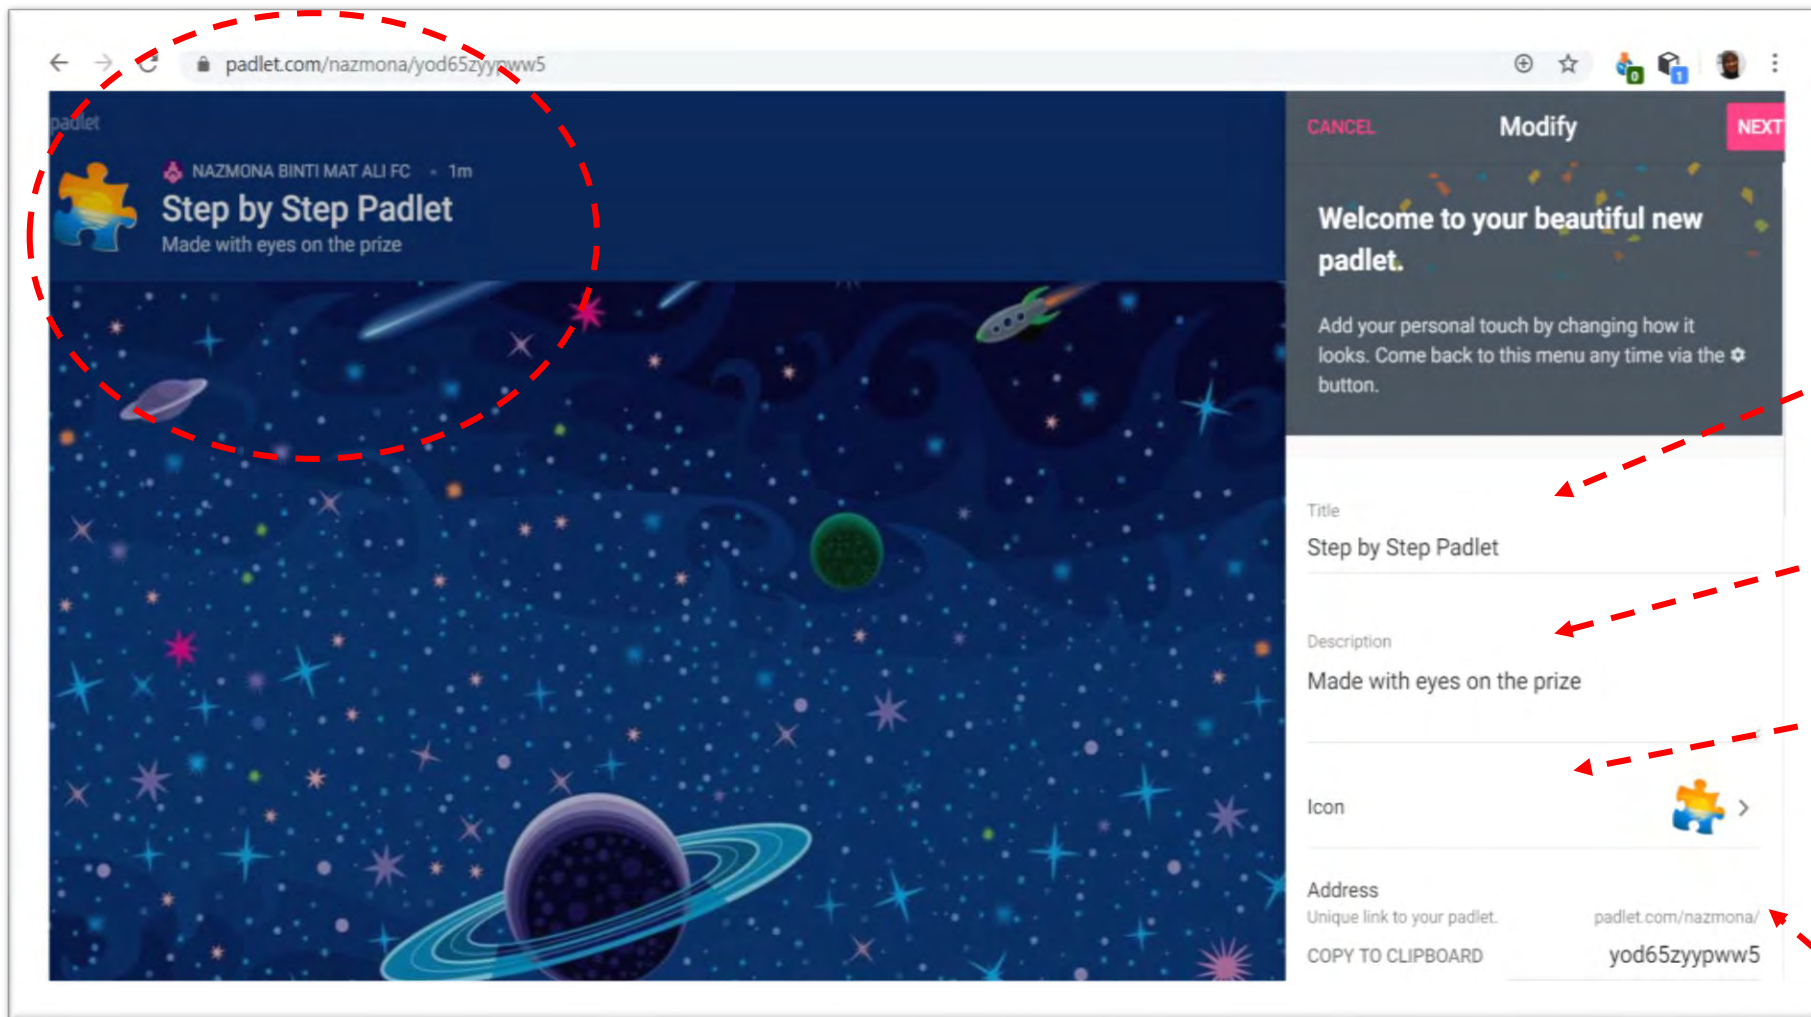 padlet.com/nazmona/yod65zyypww5
0
1
padlet
NAZMONA BINTI MAT ALI FC • 1m
Step by Step Padlet
Made with eyes on the prize
CANCEL
Modify
NEXT
Welcome to your beautiful new
padlet.
Add your personal touch by changing how it
looks. Come back to this menu any time via the
button.
Title
Step by Step Padlet
Description
Made with eyes on the prize
Icon
Address
Unique link to your padlet.
padlet.com/nazmona/
COPY TO CLIPBOARD
yod65zyypww5